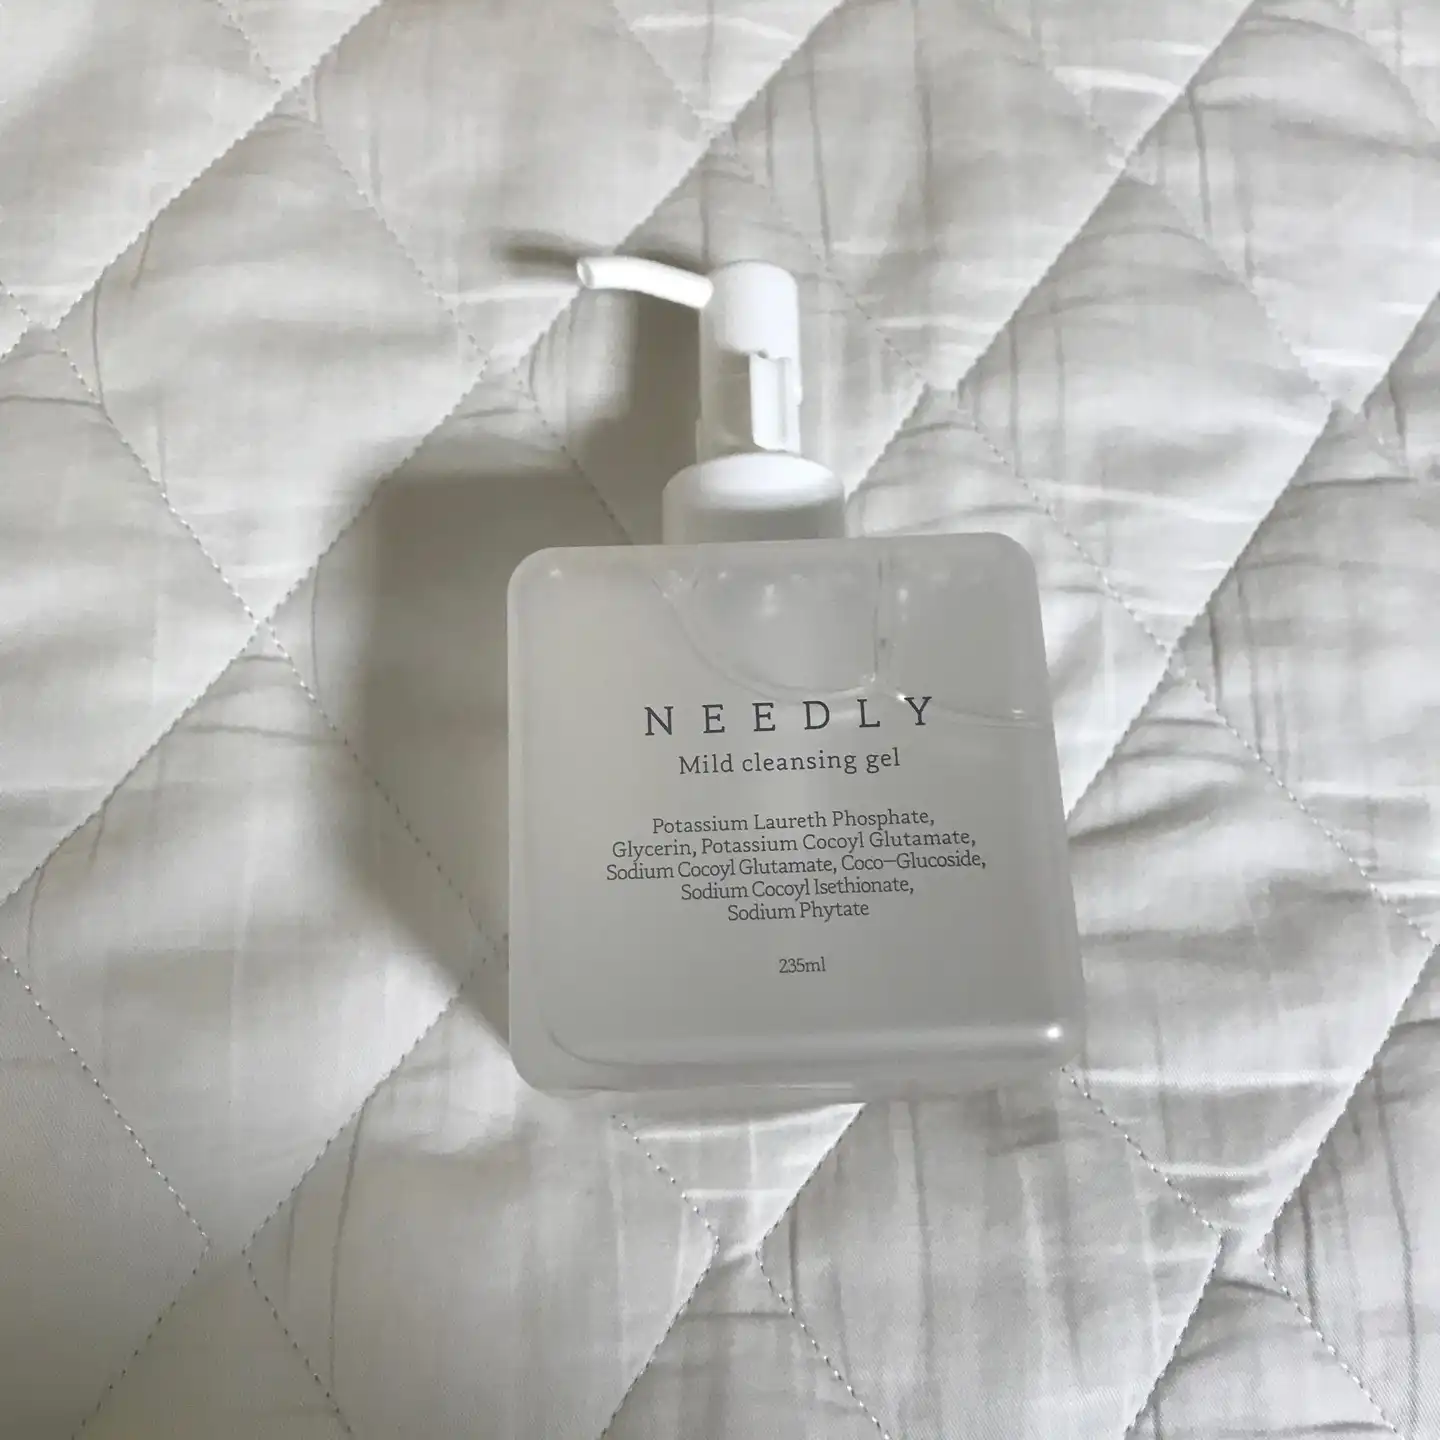 NEEDLY
Mild cleansing gel
Potassium Laureth Phosphate,
Glycerin, Potassium Cocoyl Glutamate,
Sodium Cocoyl Glutamate, Coco-Glucoside,
Sodium Cocoyl Isethionate,
Sodium Phytate
235ml